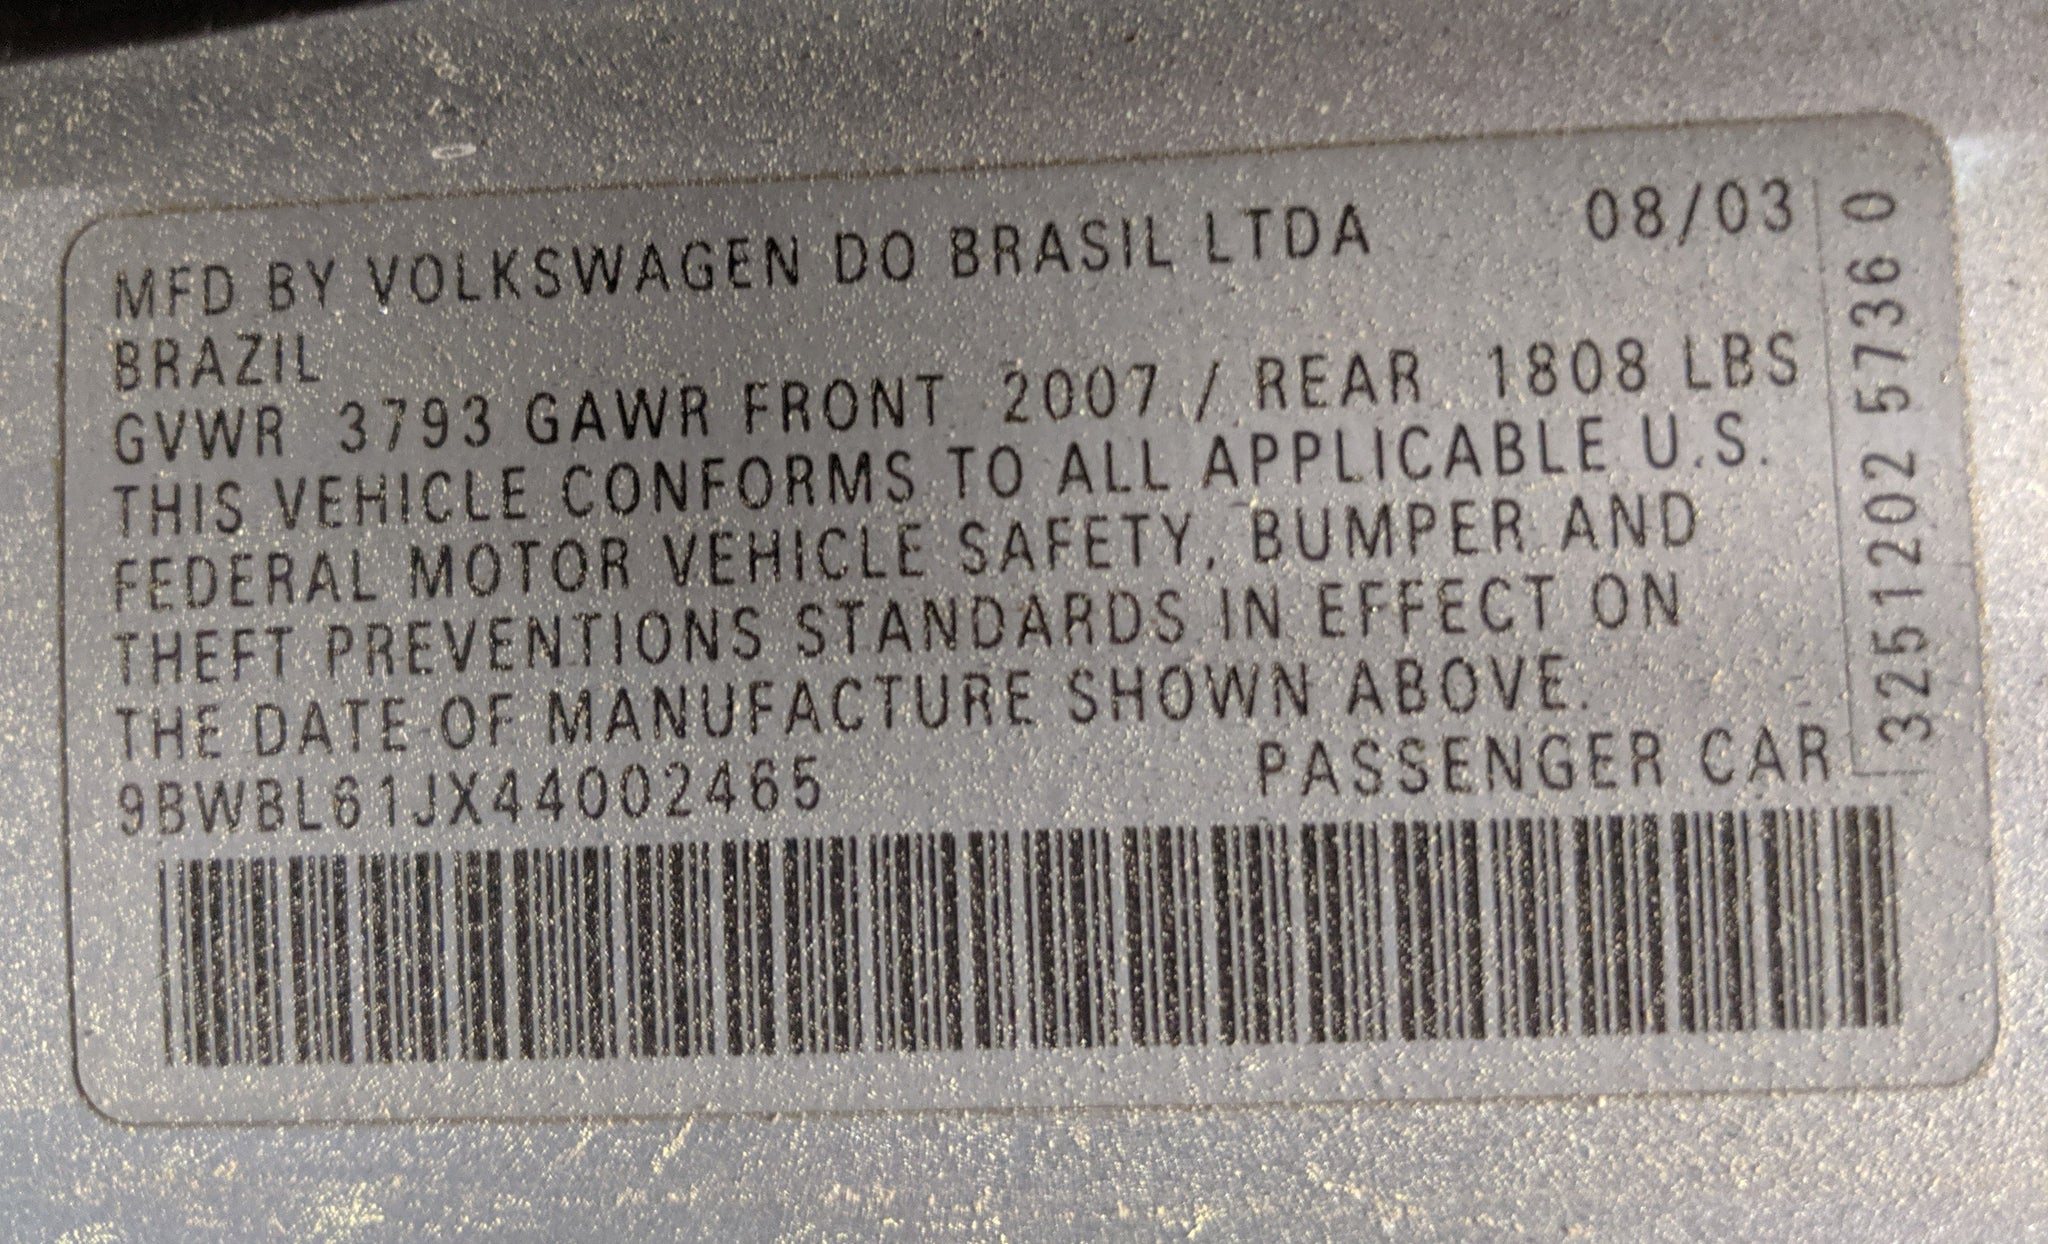 MFD BY VOLKSWAGEN DO BRASIL LTDA 08/03
BRAZIL
GVWR 3793 GAWR FRONT 2007 / REAR 1808 LBS
THIS VEHICLE CONFORMS TO ALL APPLICABLE U.S.
FEDERAL MOTOR VEHICLE SAFETY, BUMPER AND
THEFT PREVENTIONS STANDARDS IN EFFECT ON
THE DATE OF MANUFACTURE SHOWN ABOVE.
9BWBL61JX44002465 PASSENGER CAR
3251202 5736 0